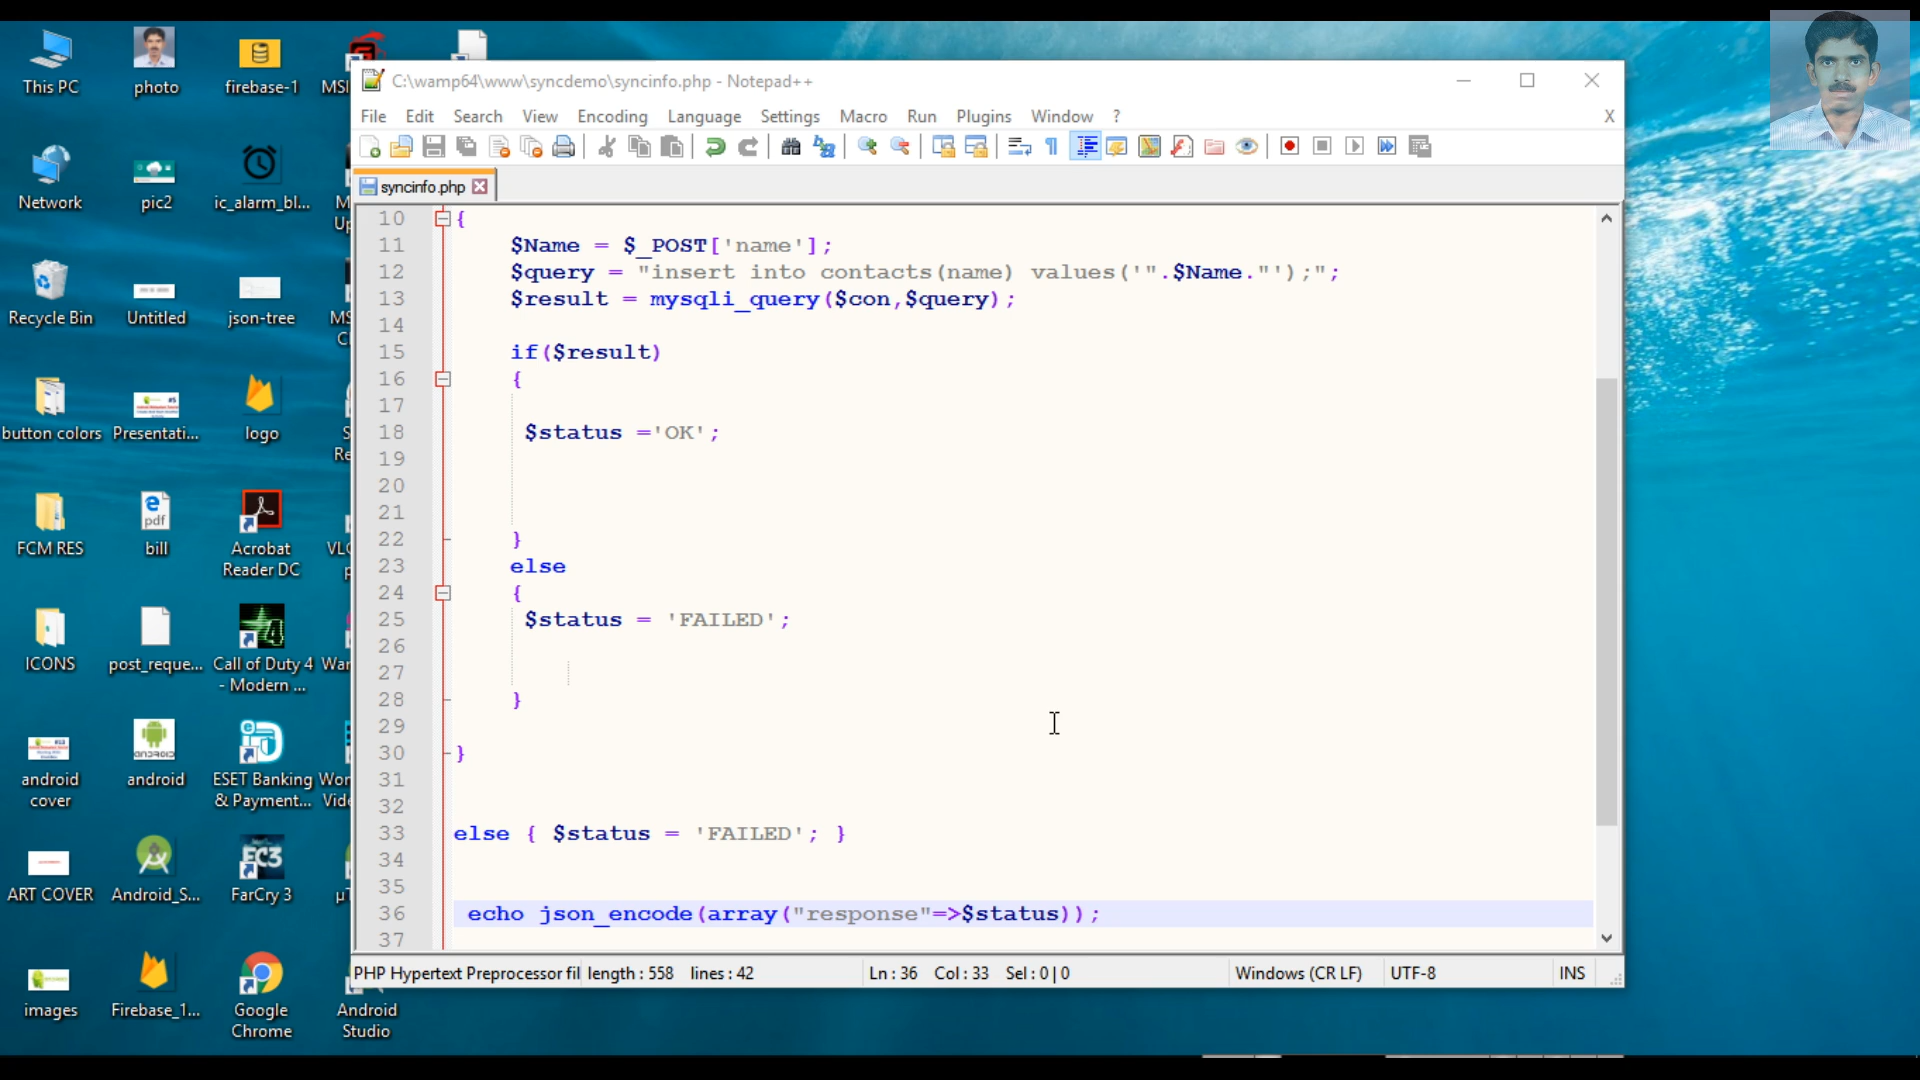 This PC
photo
firebase-1
Network
pic2
ic_alarm_bl...
Recycle Bin
Untitled
json-tree
button colors
Presentati...
logo
FCM RES
pdf
bill
Acrobat
Reader DC
ICONS
post_reque...
Call of Duty 4
- Modern ...
android
cover
android
ESET Banking
& Payment...
ART COVER
Android_S...
FarCry 3
images
Firebase_1...
Google
Chrome
Android
Studio
C:\wamp64\www\syncdemo\syncinfo.php - Notepad++
File Edit Search View Encoding Language Settings Macro Run Plugins Window ? X
syncinfo.php
10 {
11 $Name = $_POST['name'];
12 $query = "insert into contacts(name) values('".$Name."');";
13 $result = mysqli_query($con,$query);
14
15 if($result)
16 {
17
18 $status ='OK';
19
20
21
22 }
23 else
24 {
25 $status = 'FAILED';
26
27
28 }
29
30 }
31
32
33 else { $status = 'FAILED'; }
34
35
36 echo json_encode(array("response"=>$status));
37
PHP Hypertext Preprocessor fil length : 558 lines : 42 Ln : 36 Col : 33 Sel : 0 | 0 Windows (CR LF) UTF-8 INS